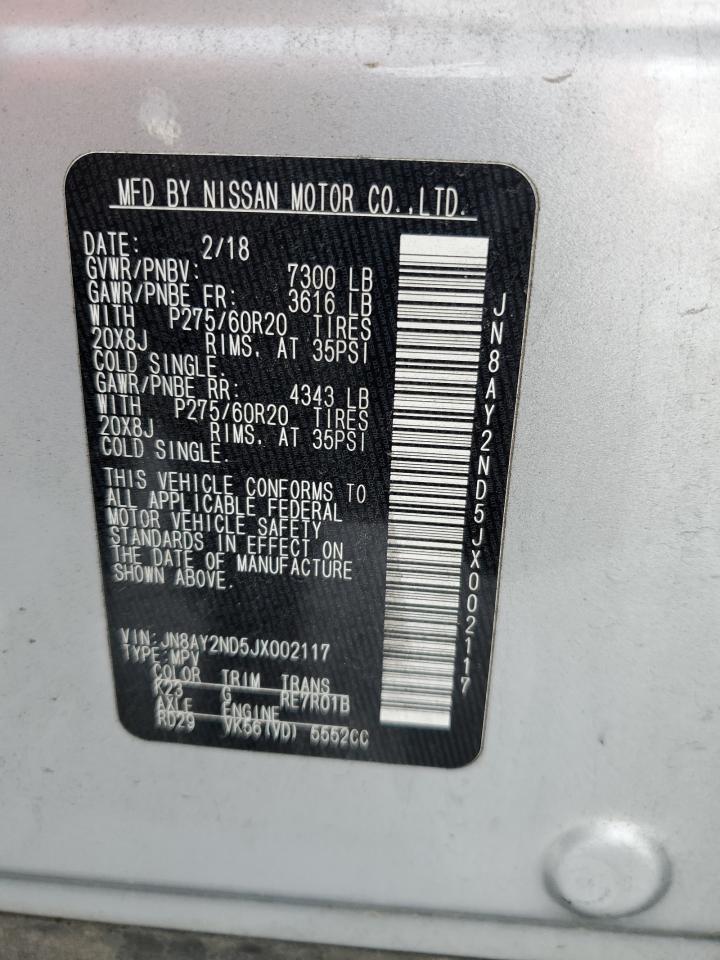 MFD BY NISSAN MOTOR CO.,LTD.
DATE: 2/18
GVWR/PNBV: 7300 LB
GAWR/PNBE FR: 3616 LB
WITH P275/60R20 TIRES
20X8J RIMS, AT 35PSI
COLD SINGLE.
GAWR/PNBE RR: 4343 LB
WITH P275/60R20 TIRES
20X8J RIMS, AT 35PSI
COLD SINGLE.
THIS VEHICLE CONFORMS TO
ALL APPLICABLE FEDERAL
MOTOR VEHICLE SAFETY
STANDARDS IN EFFECT ON
THE DATE OF MANUFACTURE
SHOWN ABOVE.
VIN:JN8AY2ND5JX002117
TYPE:MPV
COLOR TRIM TRANS
K23 G RE7R01B
AXLE ENGINE
RD29 VK56(VD) 5552CC
JN8AY2ND5JX002117